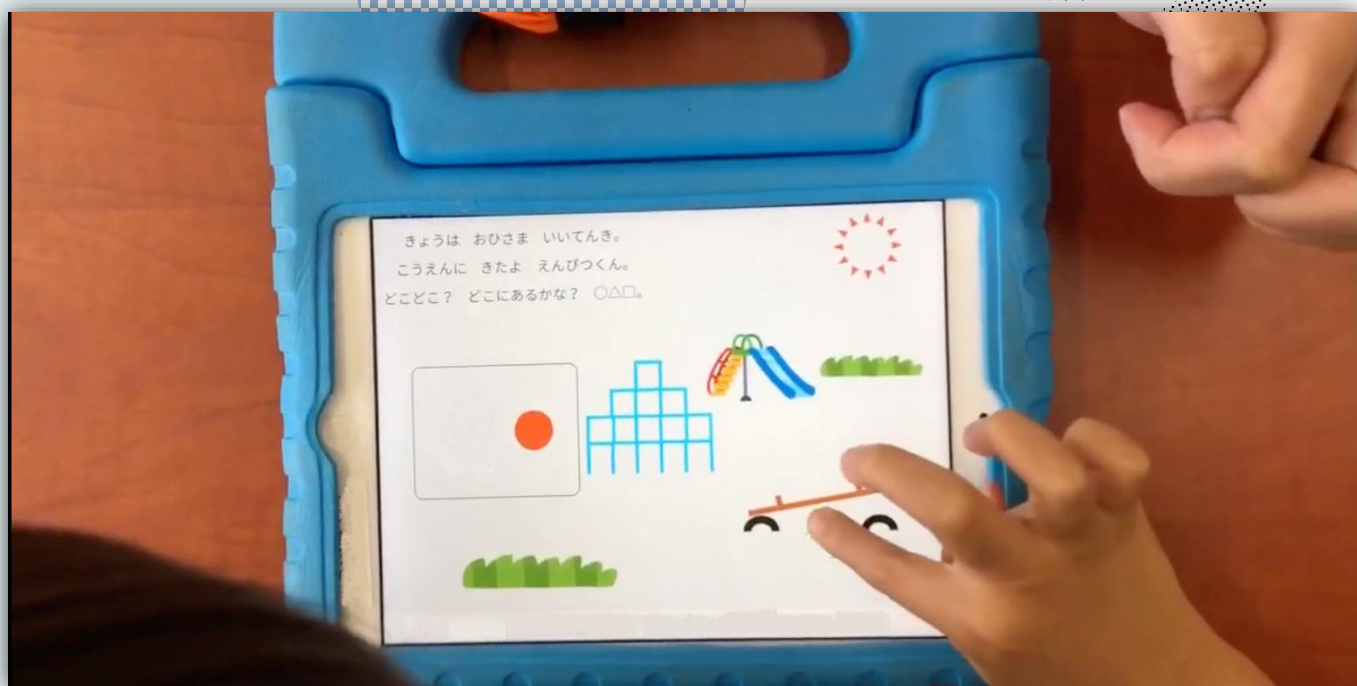 きょうは　おひさま　いいてんき。
こうえんに　きたよ　えんぴつくん。
どこどこ？　どこにあるかな？　○△□。